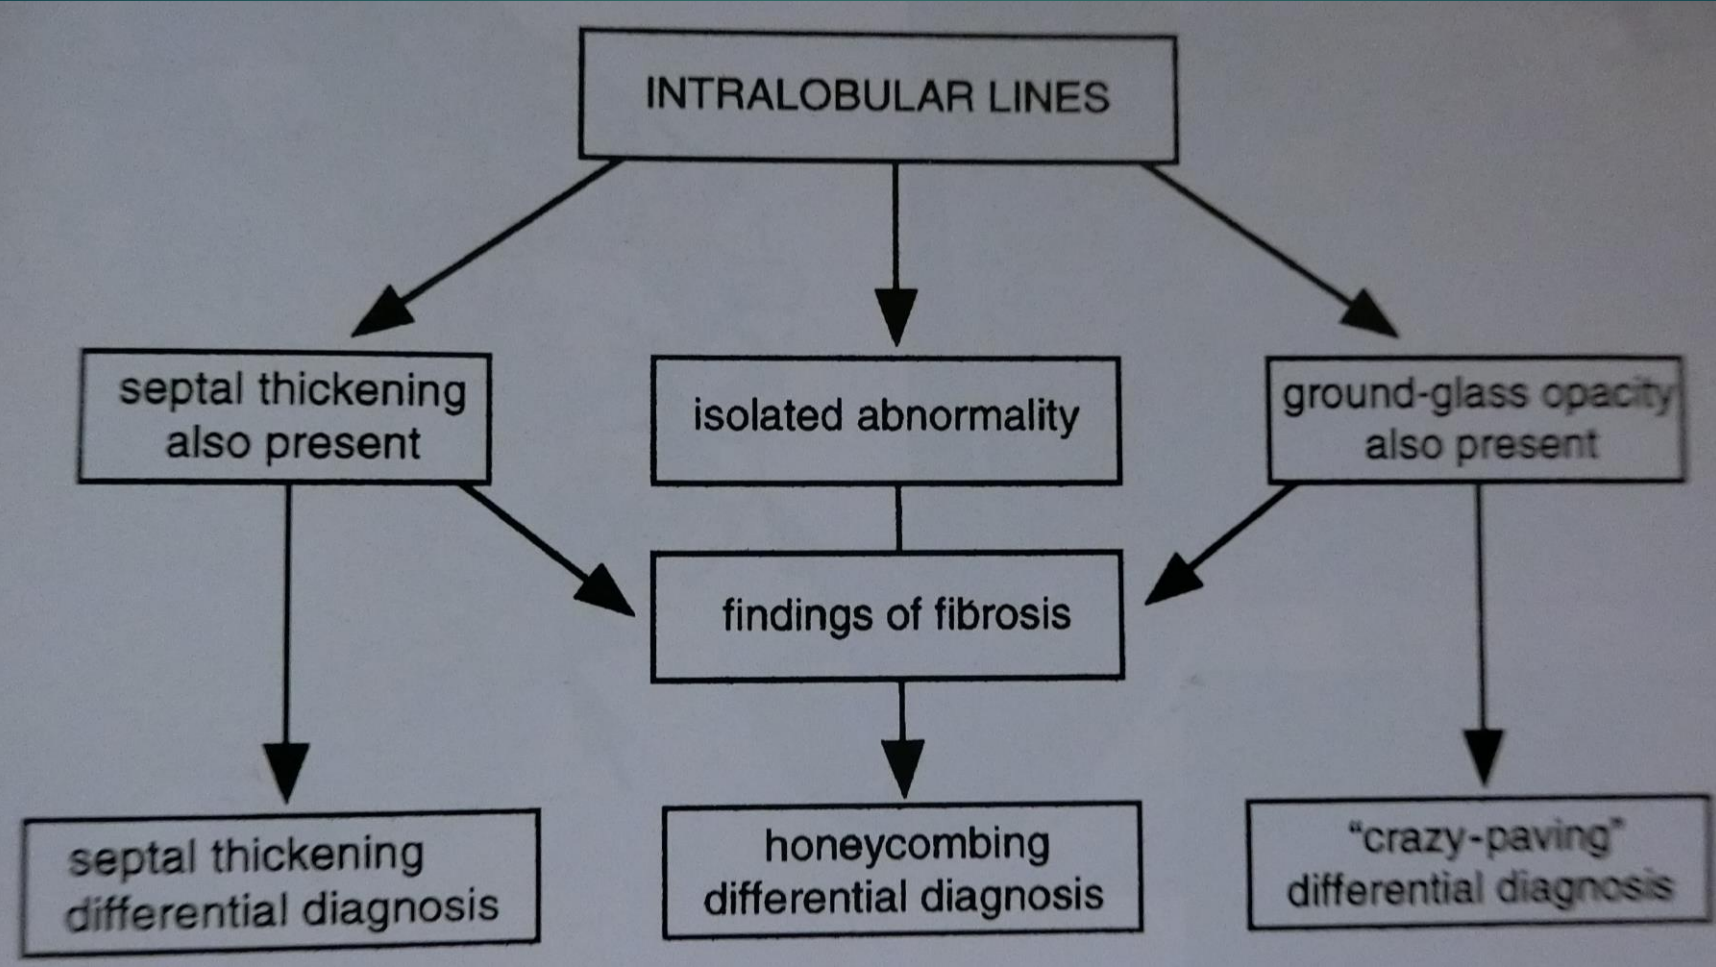 INTRALOBULAR LINES
septal thickening
also present
isolated abnormality
ground-glass opacity
also present
findings of fibrosis
septal thickening
differential diagnosis
honeycombing
differential diagnosis
“crazy-paving”
differential diagnosis